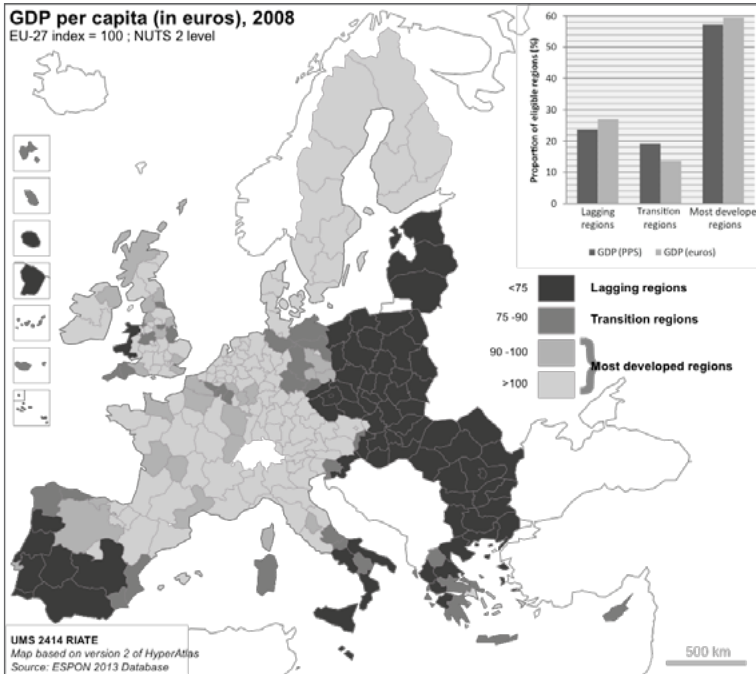 GDP per capita (in euros), 2008
EU-27 index = 100 ; NUTS 2 level
Proportion of eligible regions (%)
60
50
40
30
20
10
0
Lagging regions
Transition regions
Most develope regions
GDP (PPS)
GDP (euros)
<75
Lagging regions
75 -90
Transition regions
90 -100
Most developed regions
>100
UMS 2414 RIATE
Map based on version 2 of HyperAtlas
Source: ESPON 2013 Database
500 km